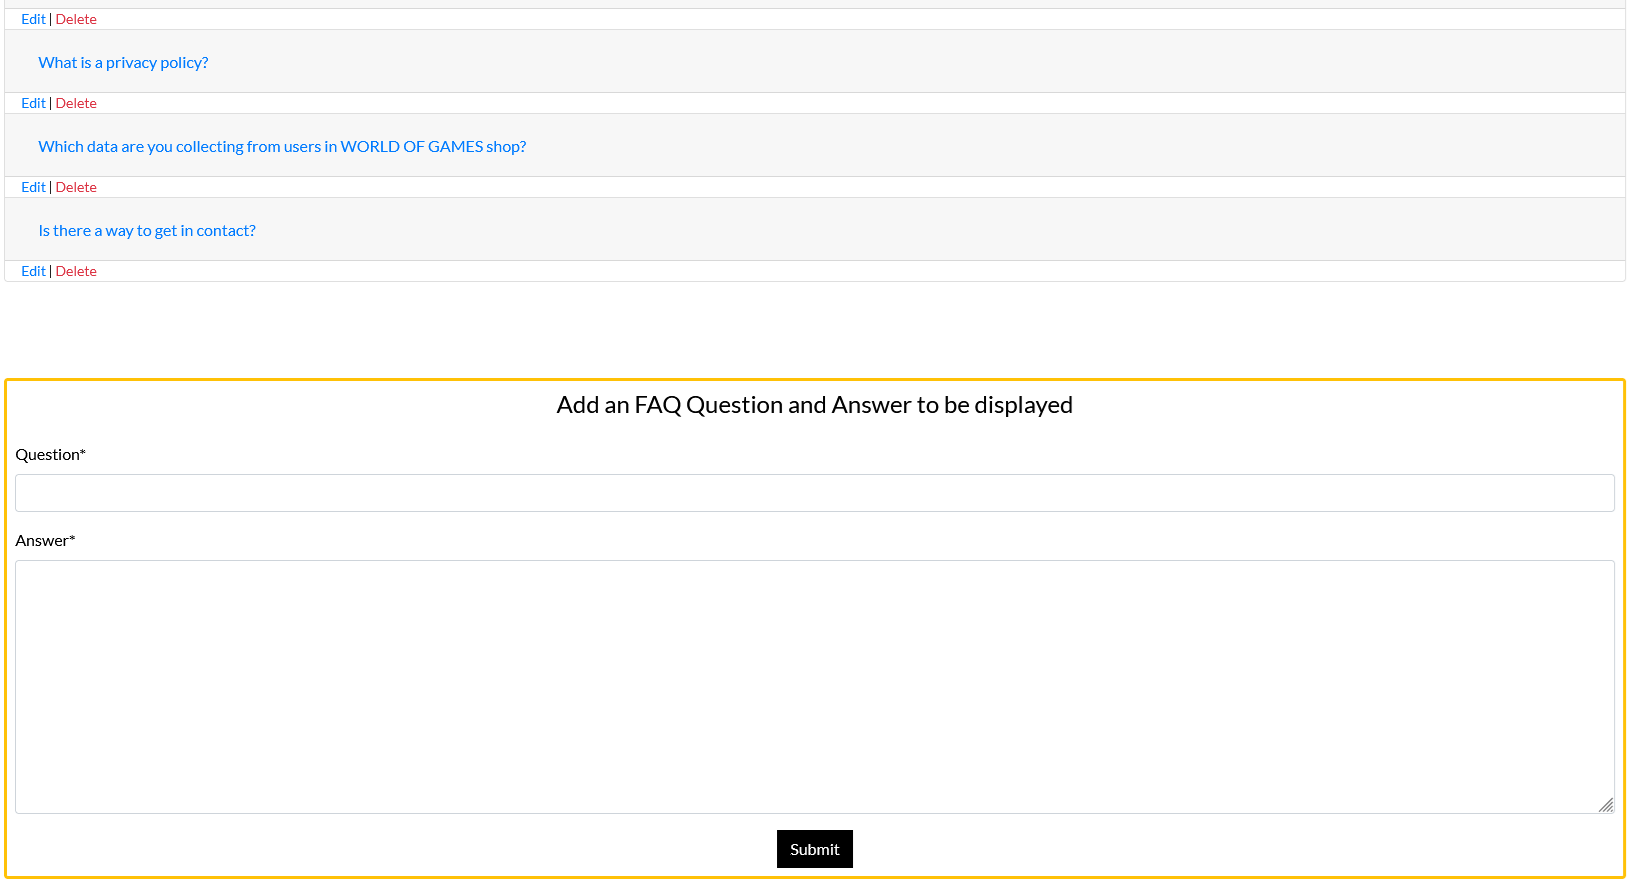 Edit | Delete
What is a privacy policy?
Edit | Delete
Which data are you collecting from users in WORLD OF GAMES shop?
Edit | Delete
Is there a way to get in contact?
Edit | Delete
Add an FAQ Question and Answer to be displayed
Question*
Answer*
Submit